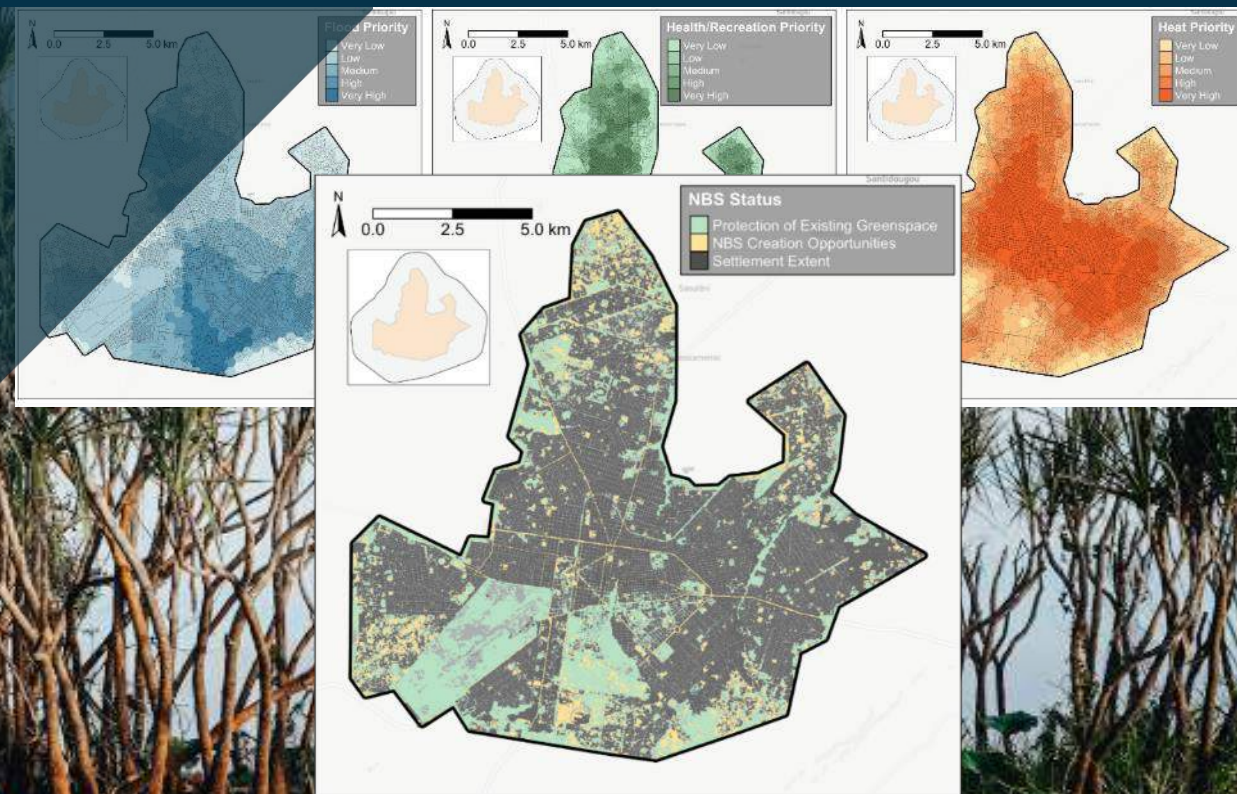 N
0.0 2.5 5.0 km
Flood Priority
Very Low
Low
Medium
High
Very High
N
0.0 2.5 5.0 km
Health/Recreation Priority
Very Low
Low
Medium
High
Very High
N
0.0 2.5 5.0 km
Heat Priority
Very Low
Low
Medium
High
Very High
Santidougou
N
0.0 2.5 5.0 km
NBS Status
Protection of Existing Greenspace
NBS Creation Opportunities
Settlement Extent